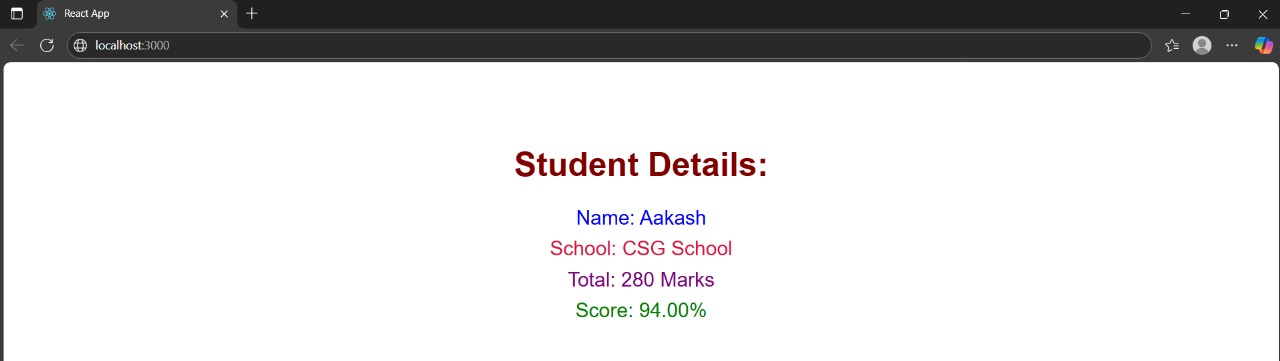 React App
localhost:3000
Student Details:
Name: Aakash
School: CSG School
Total: 280 Marks
Score: 94.00%